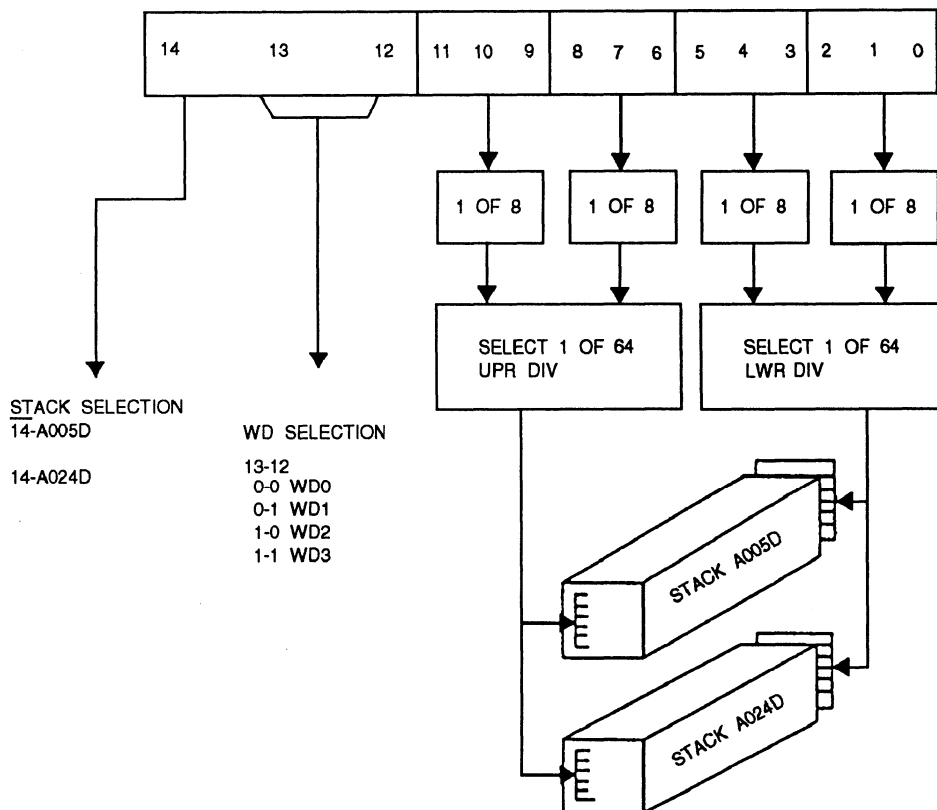 14 13 12 11 10 9 8 7 6 5 4 3 2 1 0
1 OF 8 1 OF 8 1 OF 8 1 OF 8
SELECT 1 OF 64
UPR DIV
SELECT 1 OF 64
LWR DIV
STACK SELECTION
14-A005D
14-A024D
WD SELECTION
13-12
0-0 WD0
0-1 WD1
1-0 WD2
1-1 WD3
STACK A005D
STACK A024D